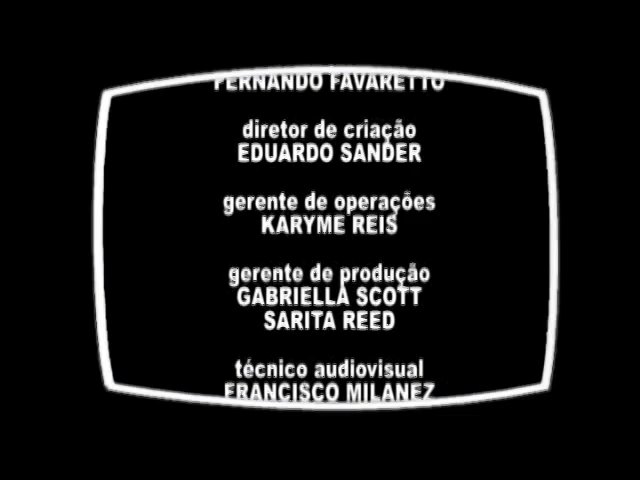 FERNANDO FAVARETTO
diretor de criação
EDUARDO SANDER
gerente de operações
KARYME REIS
gerente de produção
GABRIELLA SCOTT
SARITA REED
técnico audiovisual
FRANCISCO MILANEZ